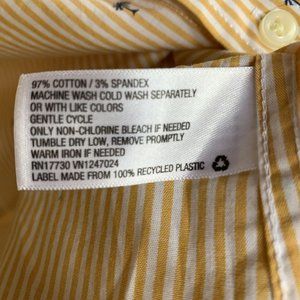 97% COTTON / 3% SPANDEX
MACHINE WASH COLD WASH SEPARATELY
OR WITH LIKE COLORS
GENTLE CYCLE
ONLY NON-CHLORINE BLEACH IF NEEDED
TUMBLE DRY LOW, REMOVE PROMPTLY
WARM IRON IF NEEDED
RN17730 VN1247024
LABEL MADE FROM 100% RECYCLED PLASTIC